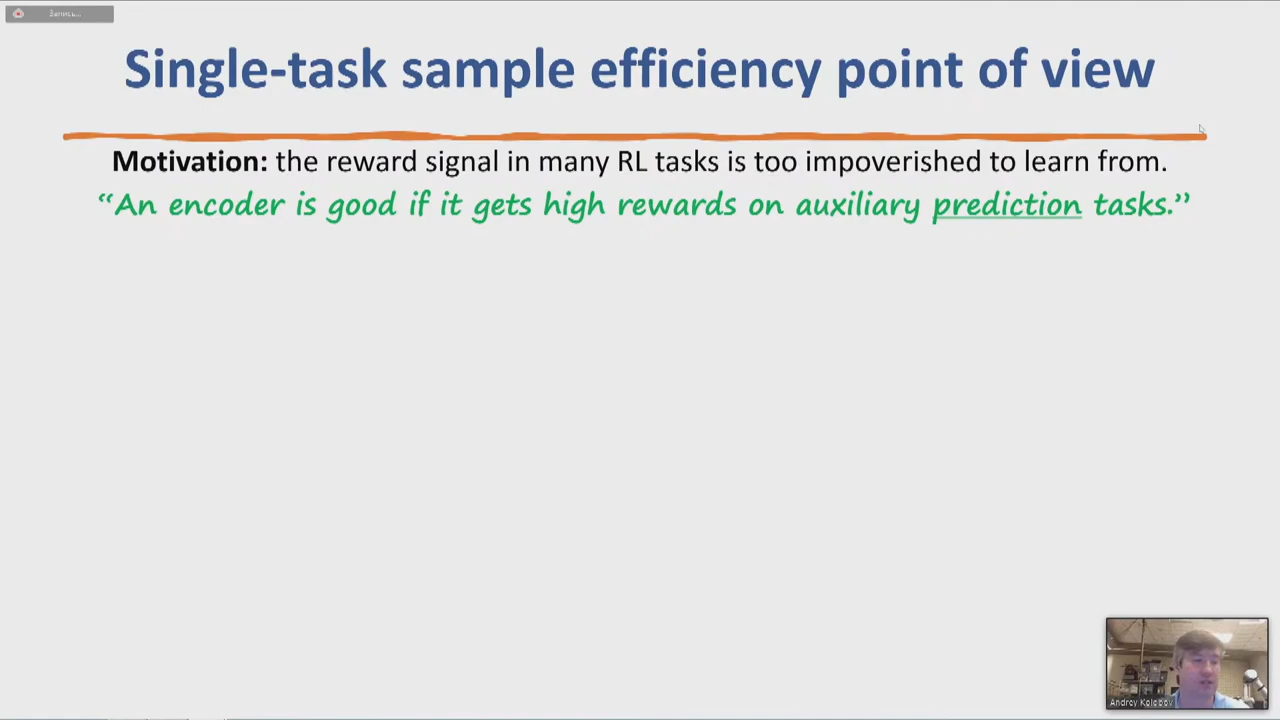 Запись...
Single-task sample efficiency point of view
Motivation: the reward signal in many RL tasks is too impoverished to learn from.
“An encoder is good if it gets high rewards on auxiliary prediction tasks.”
Andrey Kolobov